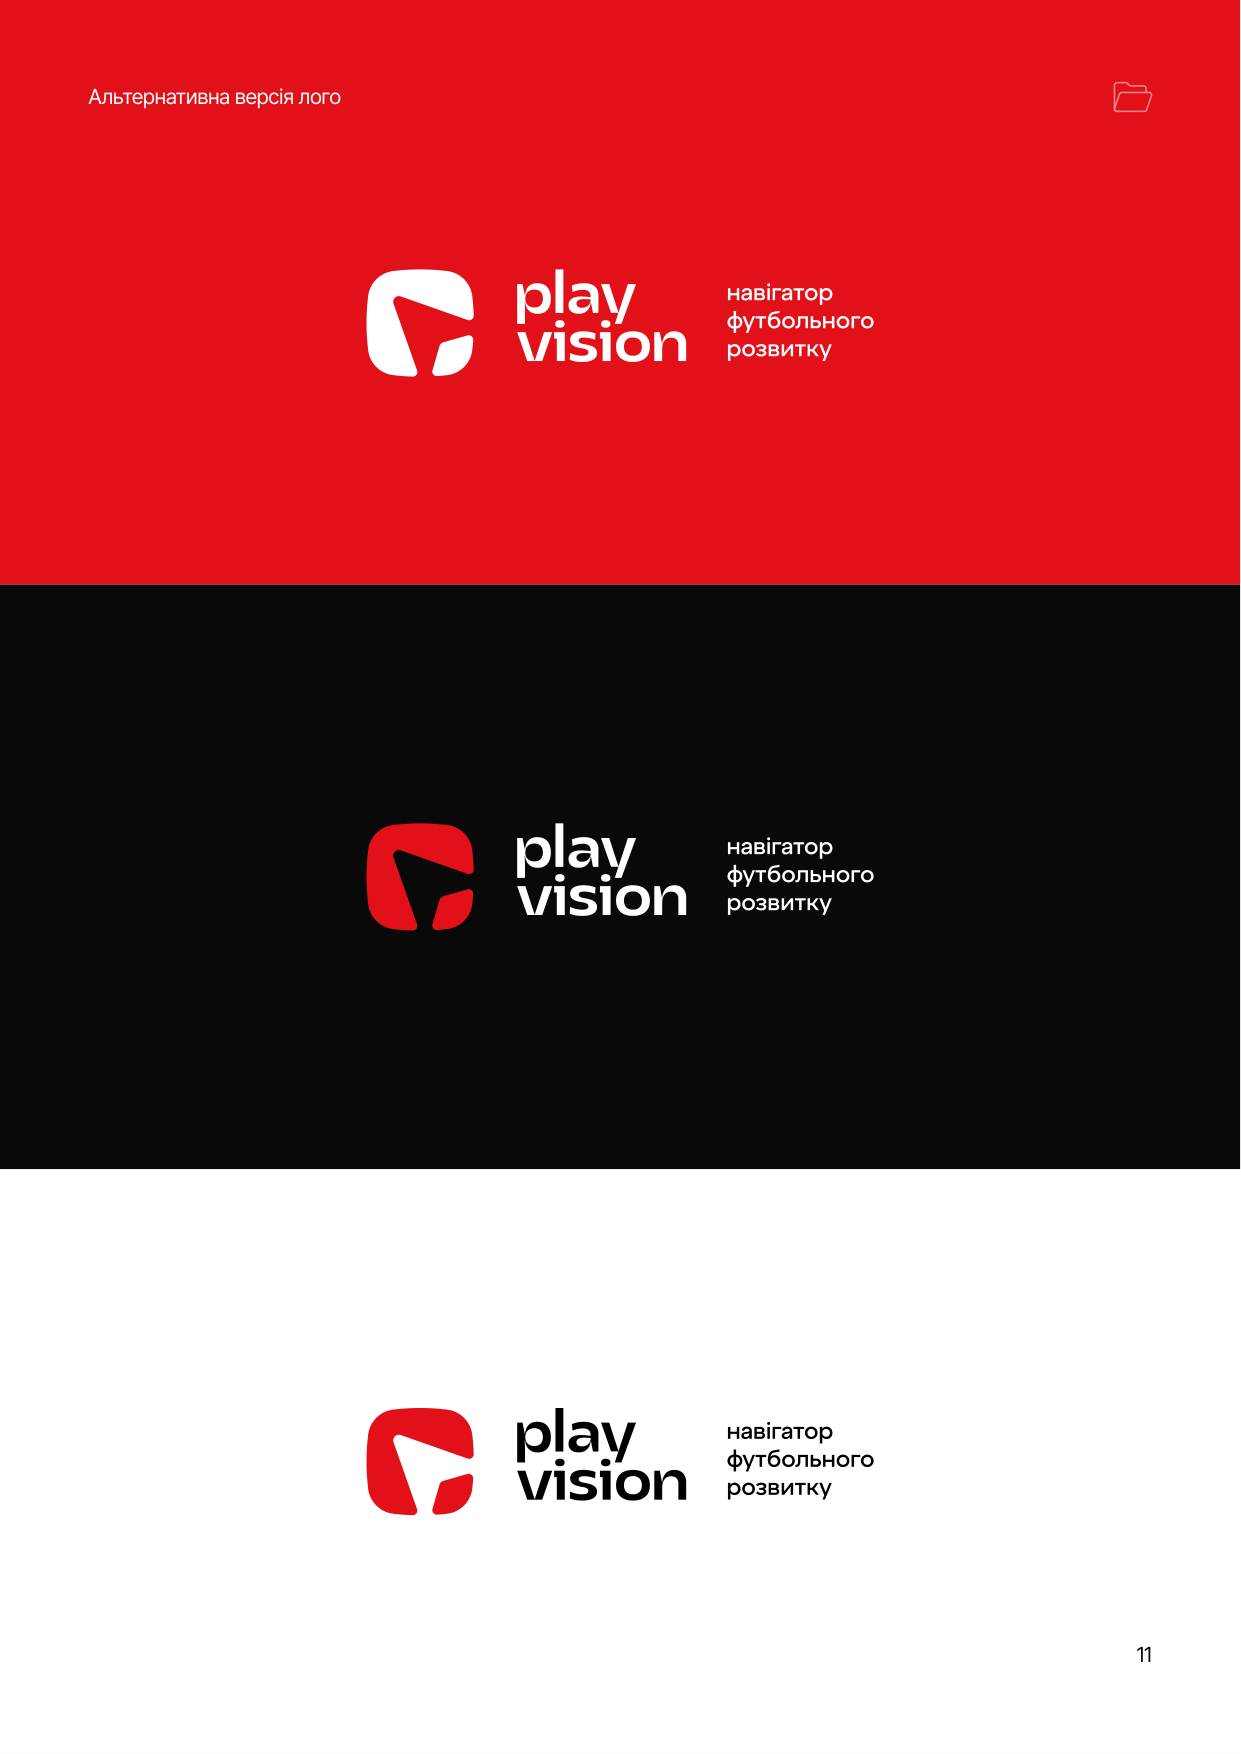 Альтернативна версія лого
play
vision
навігатор
футбольного
розвитку
play
vision
навігатор
футбольного
розвитку
play
vision
навігатор
футбольного
розвитку
11